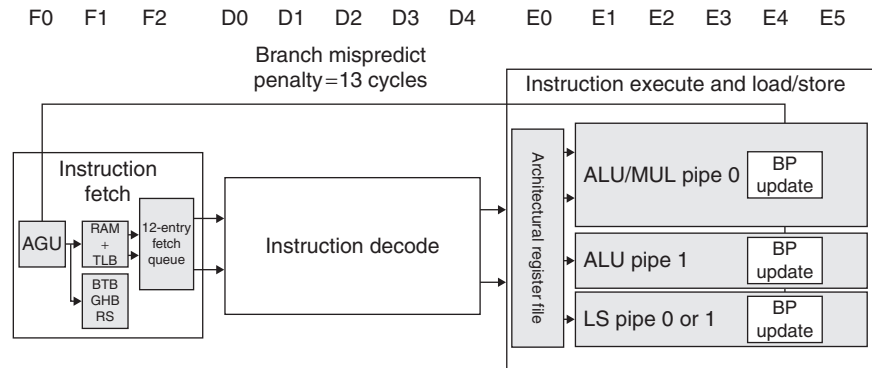 F0 F1 F2 D0 D1 D2 D3 D4 E0 E1 E2 E3 E4 E5
Branch mispredict
penalty=13 cycles
Instruction execute and load/store
Instruction
fetch
AGU
RAM
+
TLB
BTB
GHB
RS
12-entry
fetch
queue
Instruction decode
Architectural register file
ALU/MUL pipe 0
BP
update
ALU pipe 1
BP
update
LS pipe 0 or 1
BP
update